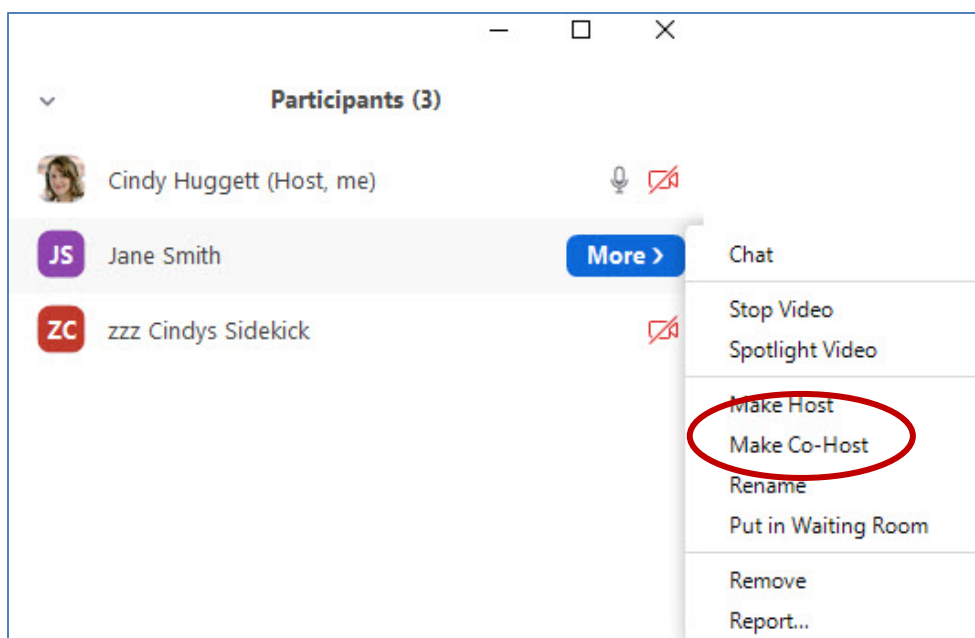 Participants (3)
Cindy Huggett (Host, me)
JS Jane Smith More >
ZC zzz Cindys Sidekick
Chat
Stop Video
Spotlight Video
Make Host
Make Co-Host
Rename
Put in Waiting Room
Remove
Report...